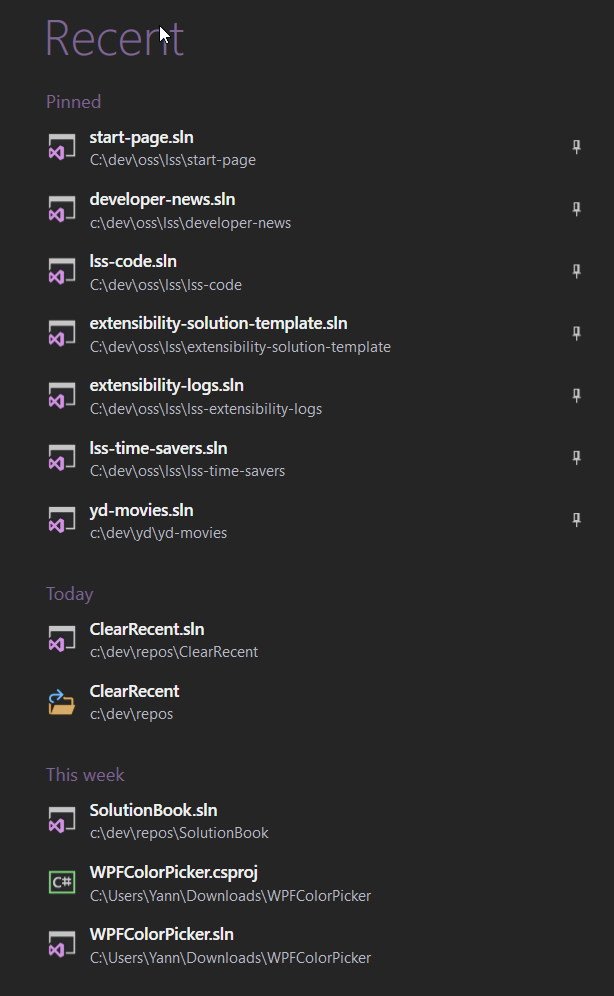 Recent
Pinned
start-page.sln
C:\dev\oss\lss\start-page
developer-news.sln
c:\dev\oss\lss\developer-news
lss-code.sln
C:\dev\oss\lss\lss-code
extensibility-solution-template.sln
C:\dev\oss\lss\extensibility-solution-template
extensibility-logs.sln
C:\dev\oss\lss\lss-extensibility-logs
lss-time-savers.sln
C:\dev\oss\lss\lss-time-savers
yd-movies.sln
c:\dev\yd\yd-movies
Today
ClearRecent.sln
c:\dev\repos\ClearRecent
ClearRecent
c:\dev\repos
This week
SolutionBook.sln
c:\dev\repos\SolutionBook
C#
WPFColorPicker.csproj
C:\Users\Yann\Downloads\WPFColorPicker
WPFColorPicker.sln
C:\Users\Yann\Downloads\WPFColorPicker